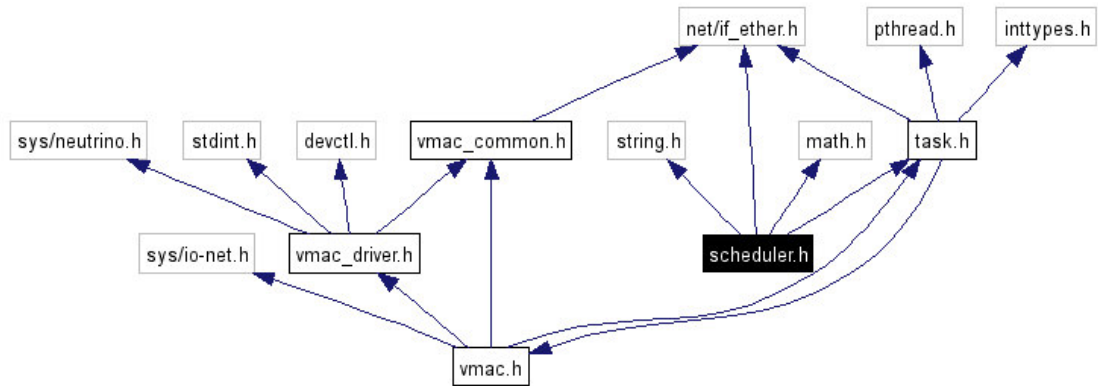 net/if_ether.h
pthread.h
inttypes.h
sys/neutrino.h
stdint.h
devctl.h
vmac_common.h
string.h
math.h
task.h
sys/io-net.h
vmac_driver.h
scheduler.h
vmac.h